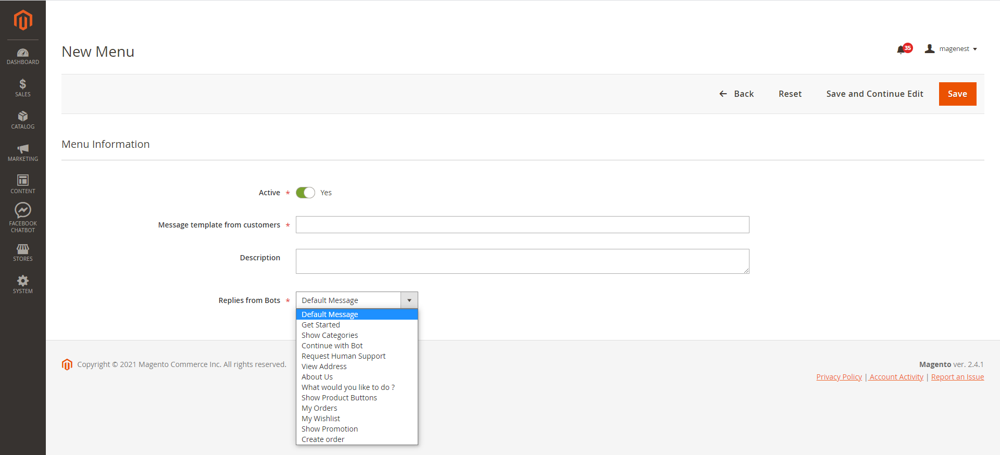 DASHBOARD
SALES
CATALOG
MARKETING
CONTENT
FACEBOOK
CHATBOT
STORES
SYSTEM
New Menu
35
magenest
Back
Reset
Save and Continue Edit
Save
Menu Information
Active *
Yes
Message template from customers *
Description
Replies from Bots *
Default Message
Default Message
Get Started
Show Categories
Continue with Bot
Request Human Support
View Address
About Us
What would you like to do ?
Show Product Buttons
My Orders
My Wishlist
Show Promotion
Create order
Copyright © 2021 Magento Commerce Inc. All rights reserved.
Magento ver. 2.4.1
Privacy Policy | Account Activity | Report an Issue